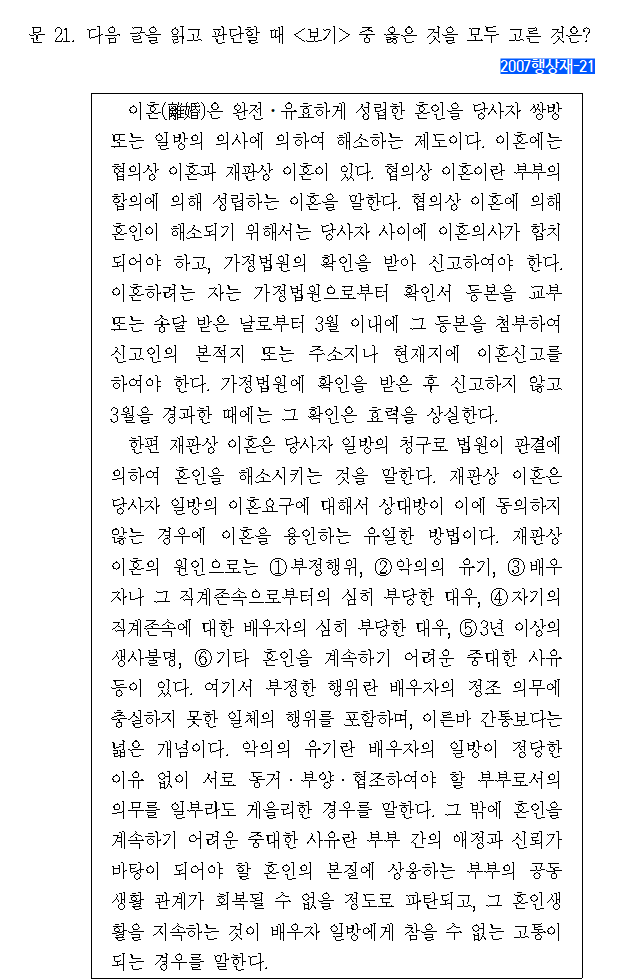 문 21. 다음 글을 읽고 판단할 때 <보기> 중 옳은 것을 모두 고른 것은?
2007행상재-21
이혼(離婚)은 완전·유효하게 성립한 혼인을 당사자 쌍방
또는 일방의 의사에 의하여 해소하는 제도이다. 이혼에는
협의상 이혼과 재판상 이혼이 있다. 협의상 이혼이란 부부의
합의에 의해 성립하는 이혼을 말한다. 협의상 이혼에 의해
혼인이 해소되기 위해서는 당사자 사이에 이혼의사가 합치
되어야 하고, 가정법원의 확인을 받아 신고하여야 한다.
이혼하려는 자는 가정법원으로부터 확인서 등본을 교부
또는 송달 받은 날로부터 3월 이내에 그 등본을 첨부하여
신고인의 본적지 또는 주소지나 현재지에 이혼신고를
하여야 한다. 가정법원에 확인을 받은 후 신고하지 않고
3월을 경과한 때에는 그 확인은 효력을 상실한다.
한편 재판상 이혼은 당사자 일방의 청구로 법원이 판결에
의하여 혼인을 해소시키는 것을 말한다. 재판상 이혼은
당사자 일방의 이혼요구에 대해서 상대방이 이에 동의하지
않는 경우에 이혼을 용인하는 유일한 방법이다. 재판상
이혼의 원인으로는 ①부정행위, ②악의의 유기, ③배우
자나 그 직계존속으로부터의 심히 부당한 대우, ④자기의
직계존속에 대한 배우자의 심히 부당한 대우, ⑤3년 이상의
생사불명, ⑥기타 혼인을 계속하기 어려운 중대한 사유
등이 있다. 여기서 부정한 행위란 배우자의 정조 의무에
충실하지 못한 일체의 행위를 포함하며, 이른바 간통보다는
넓은 개념이다. 악의의 유기란 배우자의 일방이 정당한
이유 없이 서로 동거·부양·협조하여야 할 부부로서의
의무를 일부라도 게을리한 경우를 말한다. 그 밖에 혼인을
계속하기 어려운 중대한 사유란 부부 간의 애정과 신뢰가
바탕이 되어야 할 혼인의 본질에 상응하는 부부의 공동
생활 관계가 회복될 수 없을 정도로 파탄되고, 그 혼인생
활을 지속하는 것이 배우자 일방에게 참을 수 없는 고통이
되는 경우를 말한다.